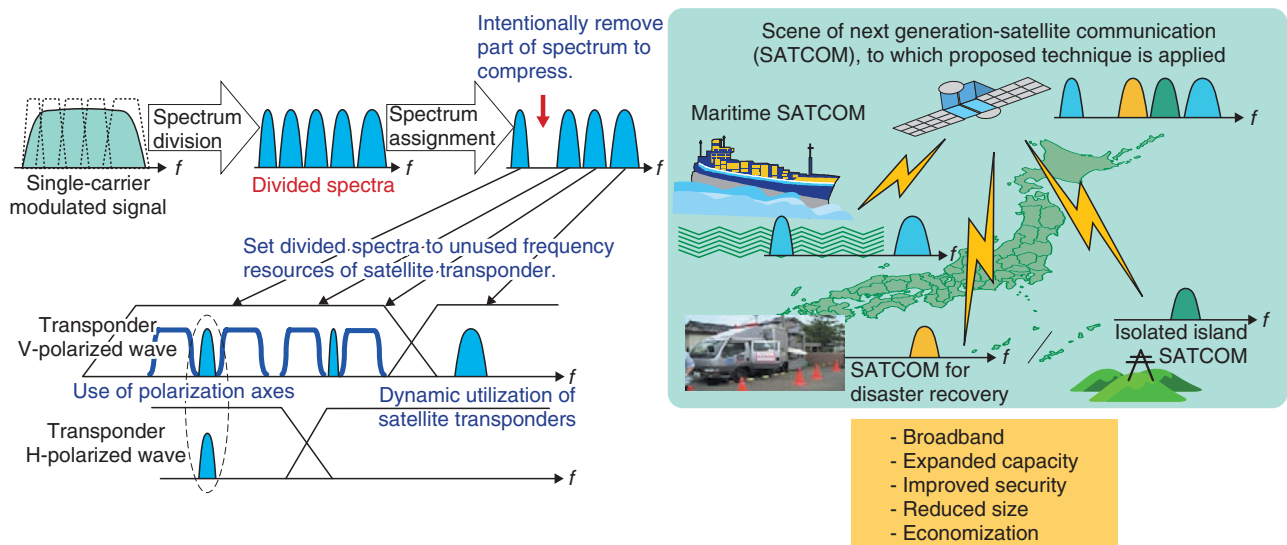 Intentionally remove
part of spectrum to
compress.
Spectrum
division
Spectrum
assignment
f
f
f
Single-carrier
modulated signal
Divided spectra
Set divided spectra to unused frequency
resources of satellite transponder.
Transponder
V-polarized wave
f
Use of polarization axes
Dynamic utilization of
satellite transponders
Transponder
H-polarized wave
f
Scene of next generation-satellite communication
(SATCOM), to which proposed technique is applied
Maritime SATCOM
f
f
f
SATCOM for
disaster recovery
f
Isolated island
SATCOM
- Broadband
- Expanded capacity
- Improved security
- Reduced size
- Economization